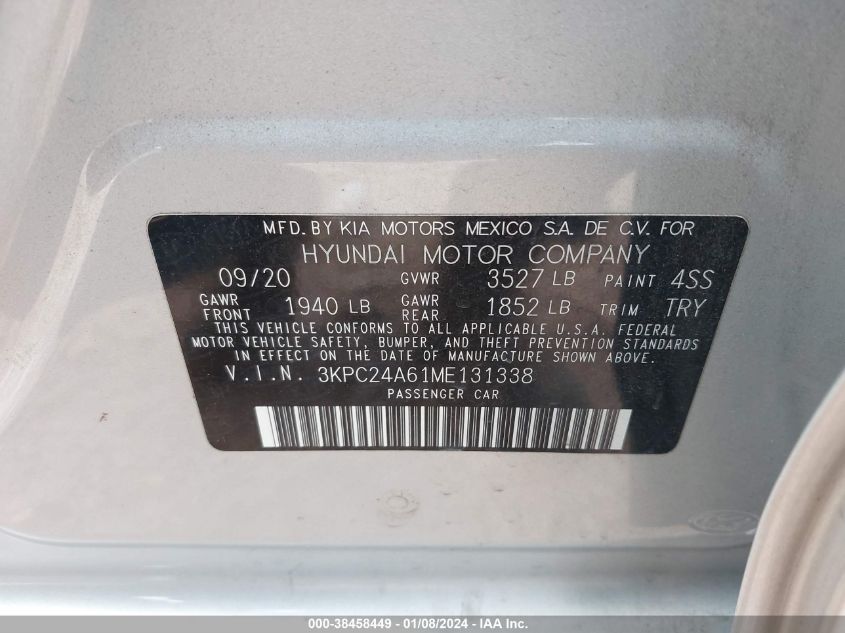 MFD. BY KIA MOTORS MEXICO S.A. DE C.V. FOR
HYUNDAI MOTOR COMPANY
09/20 GVWR 3527 LB PAINT 4SS
GAWR FRONT 1940 LB GAWR REAR 1852 LB TRIM TRY
THIS VEHICLE CONFORMS TO ALL APPLICABLE U.S.A. FEDERAL
MOTOR VEHICLE SAFETY, BUMPER, AND THEFT PREVENTION STANDARDS
IN EFFECT ON THE DATE OF MANUFACTURE SHOWN ABOVE.
V.I.N. 3KPC24A61ME131338
PASSENGER CAR
000-38458449 - 01/08/2024 - IAA Inc.